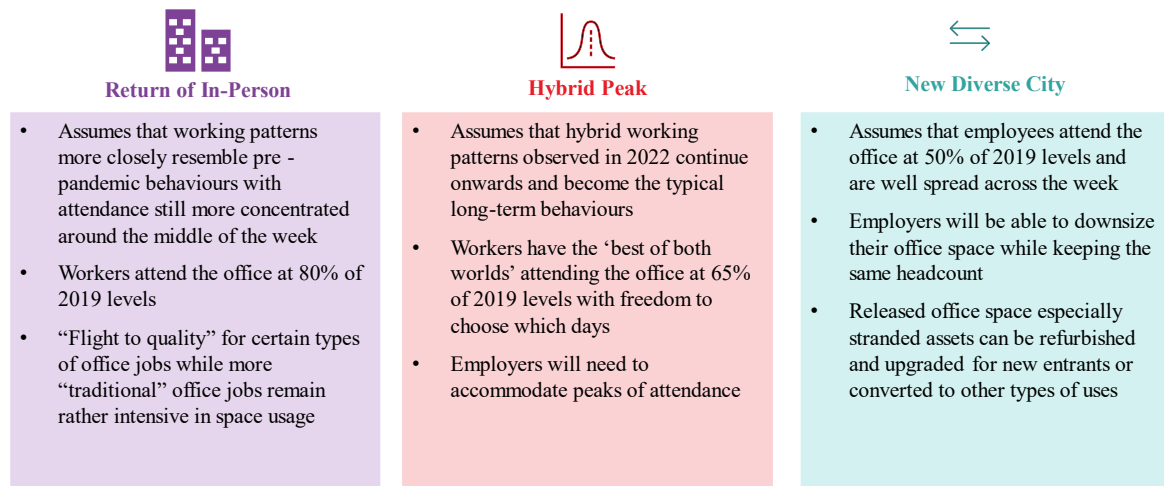 Return of In-Person
• Assumes that working patterns
more closely resemble pre -
pandemic behaviours with
attendance still more concentrated
around the middle of the week
• Workers attend the office at 80% of
2019 levels
• “Flight to quality” for certain types
of office jobs while more
“traditional” office jobs remain
rather intensive in space usage
Hybrid Peak
• Assumes that hybrid working
patterns observed in 2022 continue
onwards and become the typical
long-term behaviours
• Workers have the ‘best of both
worlds’ attending the office at 65%
of 2019 levels with freedom to
choose which days
• Employers will need to
accommodate peaks of attendance
New Diverse City
• Assumes that employees attend the
office at 50% of 2019 levels and
are well spread across the week
• Employers will be able to downsize
their office space while keeping the
same headcount
• Released office space especially
stranded assets can be refurbished
and upgraded for new entrants or
converted to other types of uses